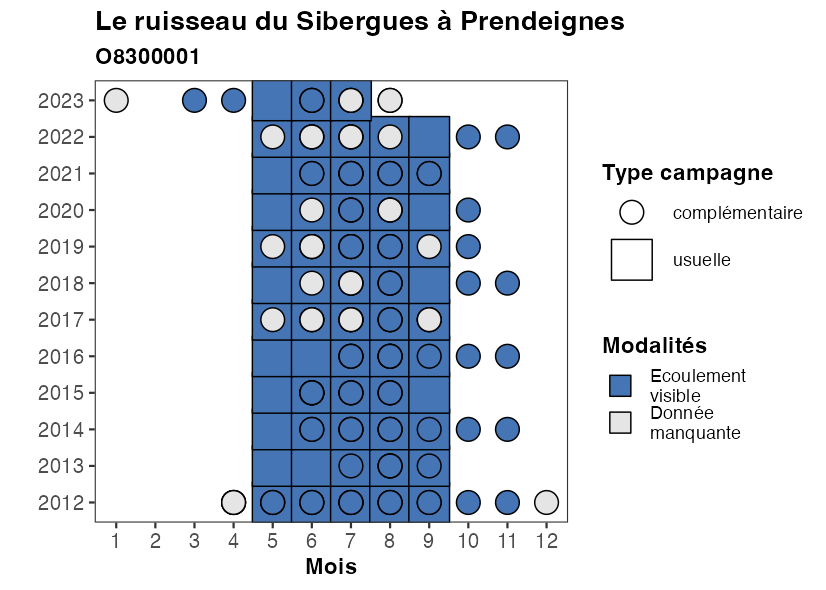 Le ruisseau du Sibergues à Prendeignes
O8300001
2023
2022
2021
2020
2019
2018
2017
2016
2015
2014
2013
2012
1 2 3 4 5 6 7 8 9 10 11 12
Mois
Type campagne
complémentaire
usuelle
Modalités
Ecoulement
visible
Donnée
manquante